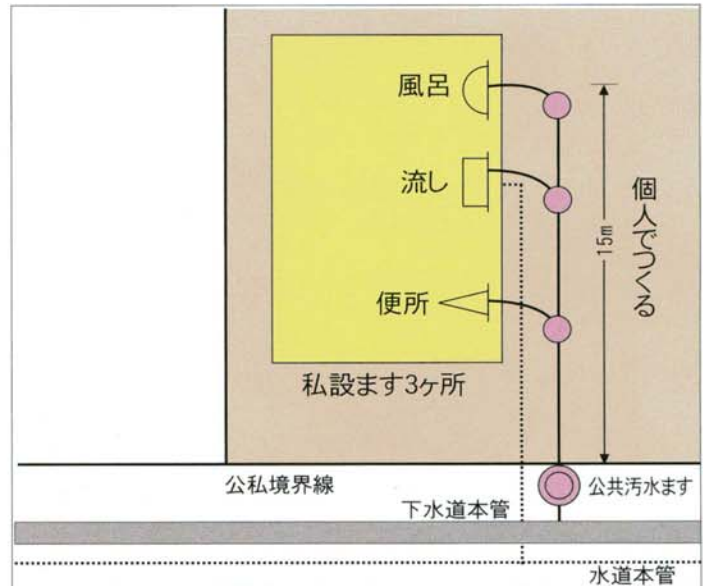 風呂
流し
便所
15m
個人でつくる
私設ます3ヶ所
公私境界線
公共汚水ます
下水道本管
水道本管